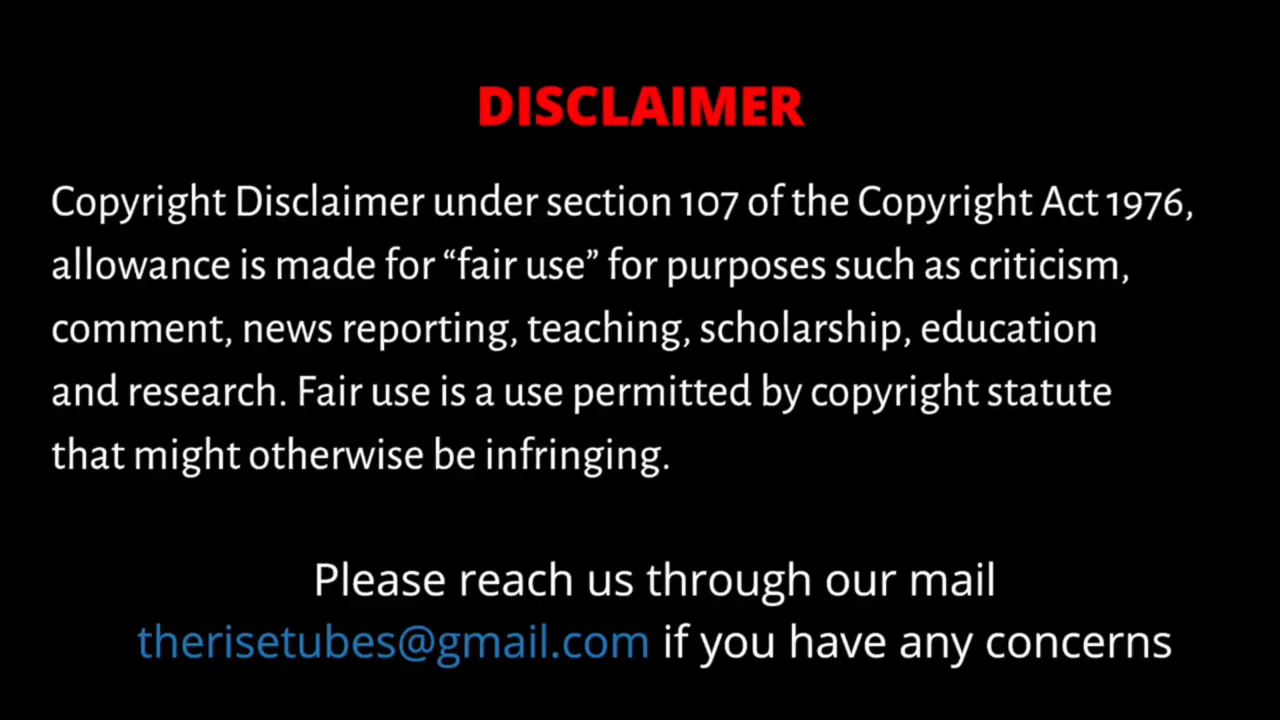 DISCLAIMER
Copyright Disclaimer under section 107 of the Copyright Act 1976,
allowance is made for “fair use” for purposes such as criticism,
comment, news reporting, teaching, scholarship, education
and research. Fair use is a use permitted by copyright statute
that might otherwise be infringing.
Please reach us through our mail
therisetubes@gmail.com if you have any concerns